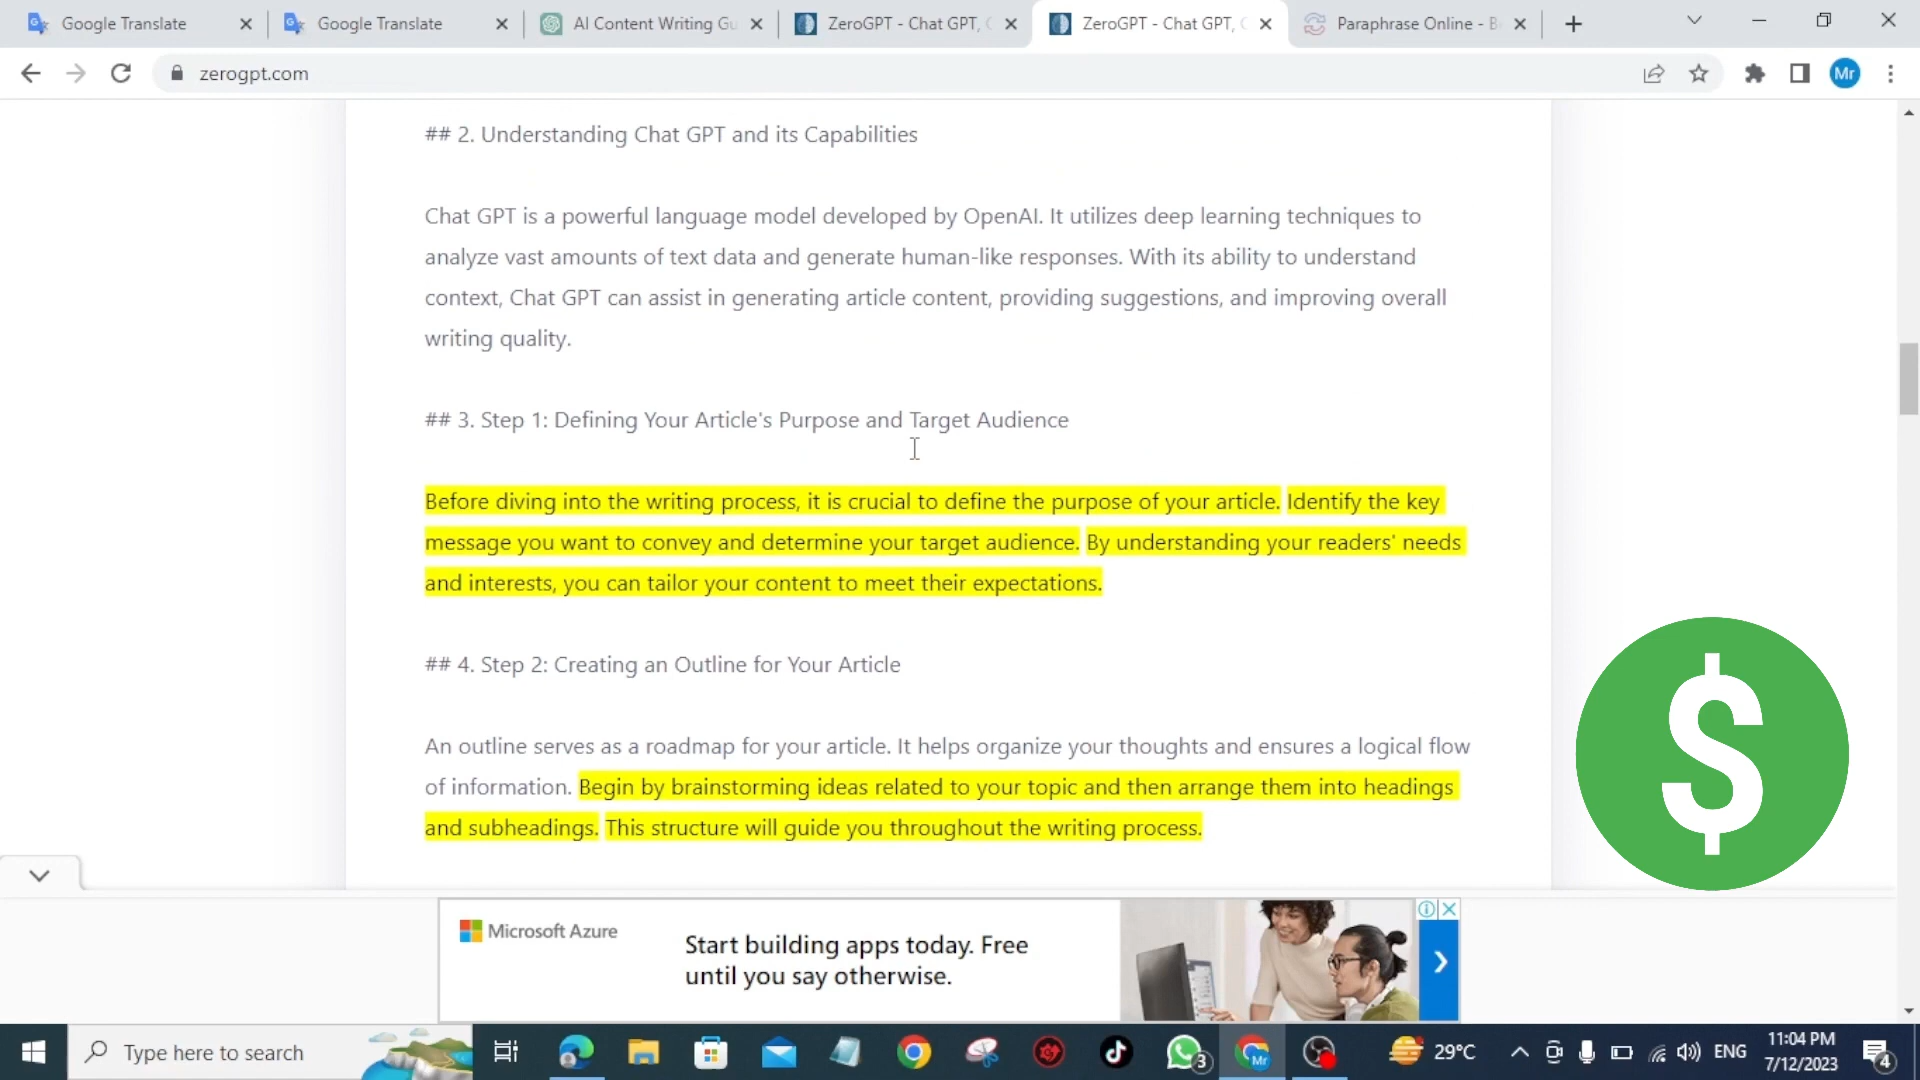 Google Translate
Google Translate
AI Content Writing Gu
ZeroGPT - Chat GPT,
ZeroGPT - Chat GPT,
Paraphrase Online -
zerogpt.com
Mr
## 2. Understanding Chat GPT and its Capabilities
Chat GPT is a powerful language model developed by OpenAI. It utilizes deep learning techniques to
analyze vast amounts of text data and generate human-like responses. With its ability to understand
context, Chat GPT can assist in generating article content, providing suggestions, and improving overall
writing quality.
## 3. Step 1: Defining Your Article's Purpose and Target Audience
Before diving into the writing process, it is crucial to define the purpose of your article. Identify the key
message you want to convey and determine your target audience. By understanding your readers' needs
and interests, you can tailor your content to meet their expectations.
## 4. Step 2: Creating an Outline for Your Article
An outline serves as a roadmap for your article. It helps organize your thoughts and ensures a logical flow
of information. Begin by brainstorming ideas related to your topic and then arrange them into headings
and subheadings. This structure will guide you throughout the writing process.
$
Microsoft Azure
Start building apps today. Free
until you say otherwise.
Type here to search
3
Mr
29°C
ENG
11:04 PM
7/12/2023
4